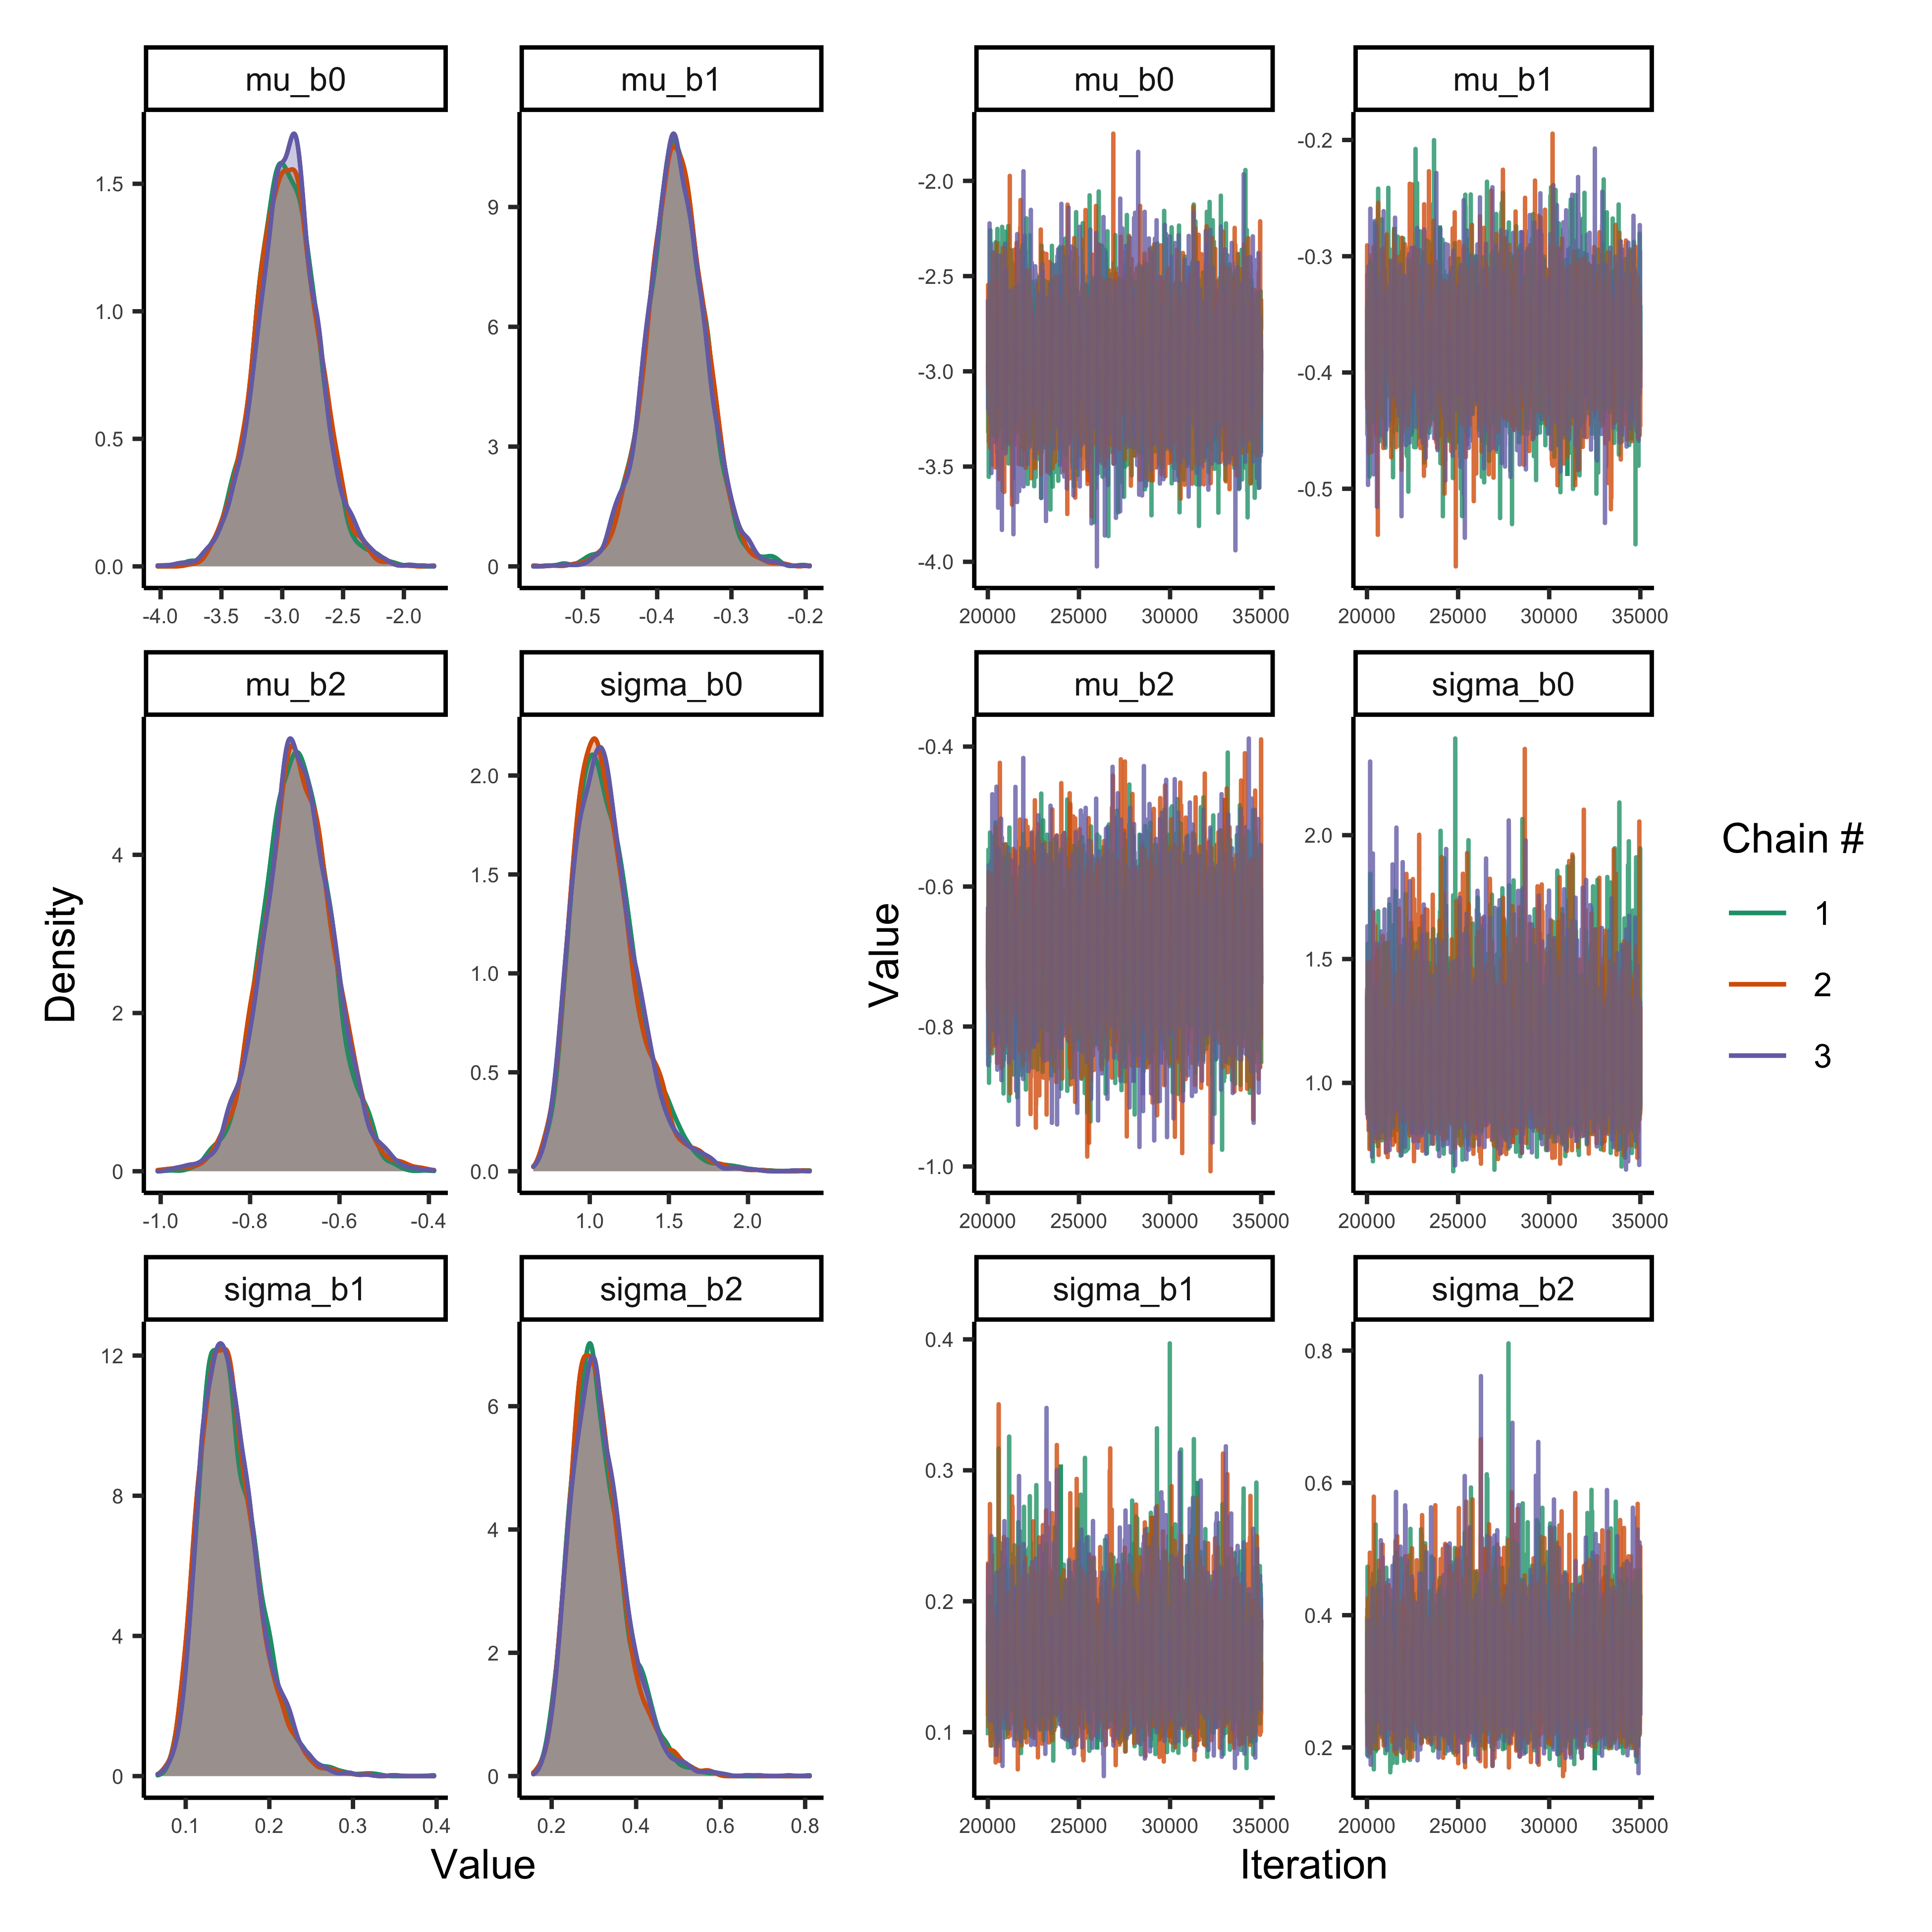 mu_b0 mu_b1 mu_b0 mu_b1
1.5
1.0
0.5
0.0
-4.0 -3.5 -3.0 -2.5 -2.0
9
6
3
0
-0.5 -0.4 -0.3 -0.2
-2.0
-2.5
-3.0
-3.5
-4.0
20000 25000 30000 35000
-0.2
-0.3
-0.4
-0.5
20000 25000 30000 35000
mu_b2 sigma_b0 mu_b2 sigma_b0
Density
4
2
0
-1.0 -0.8 -0.6 -0.4
2.0
1.5
1.0
0.5
0.0
1.0 1.5 2.0
Value
-0.4
-0.6
-0.8
-1.0
20000 25000 30000 35000
2.0
1.5
1.0
20000 25000 30000 35000
Chain #
1
2
3
sigma_b1 sigma_b2 sigma_b1 sigma_b2
12
8
4
0
0.1 0.2 0.3 0.4
6
4
2
0
0.2 0.4 0.6 0.8
0.4
0.3
0.2
0.1
20000 25000 30000 35000
0.8
0.6
0.4
0.2
20000 25000 30000 35000
Value Iteration